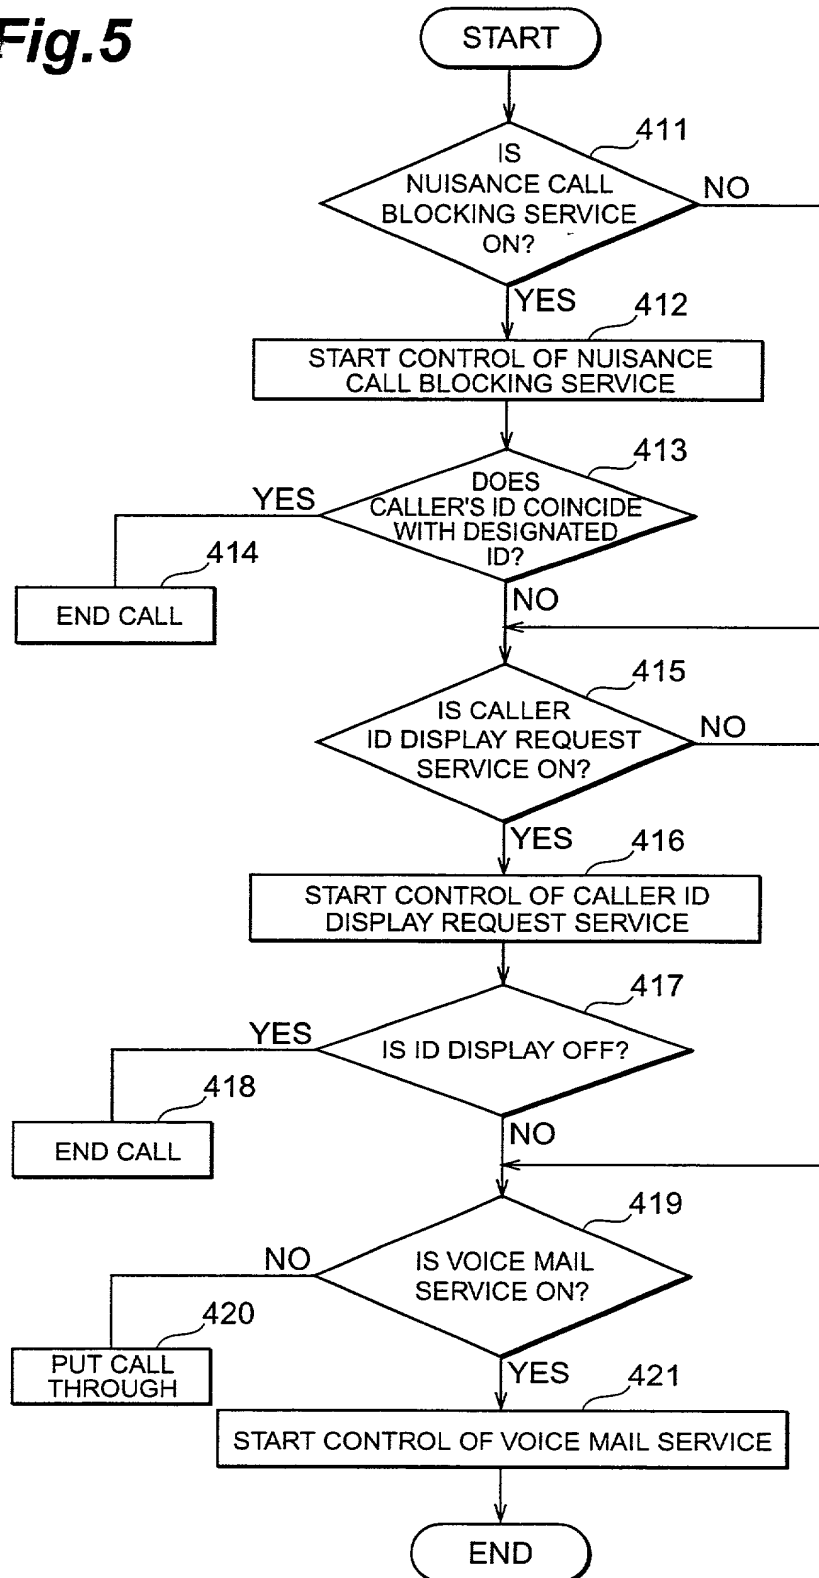 Fig.5
START
411
IS
NUISANCE CALL
BLOCKING SERVICE
ON?
NO
YES
412
START CONTROL OF NUISANCE
CALL BLOCKING SERVICE
413
DOES
CALLER'S ID COINCIDE
WITH DESIGNATED
ID?
YES
414
END CALL
NO
415
IS CALLER
ID DISPLAY REQUEST
SERVICE ON?
NO
YES
416
START CONTROL OF CALLER ID
DISPLAY REQUEST SERVICE
417
IS ID DISPLAY OFF?
YES
418
END CALL
NO
419
IS VOICE MAIL
SERVICE ON?
NO
420
PUT CALL
THROUGH
YES
421
START CONTROL OF VOICE MAIL SERVICE
END